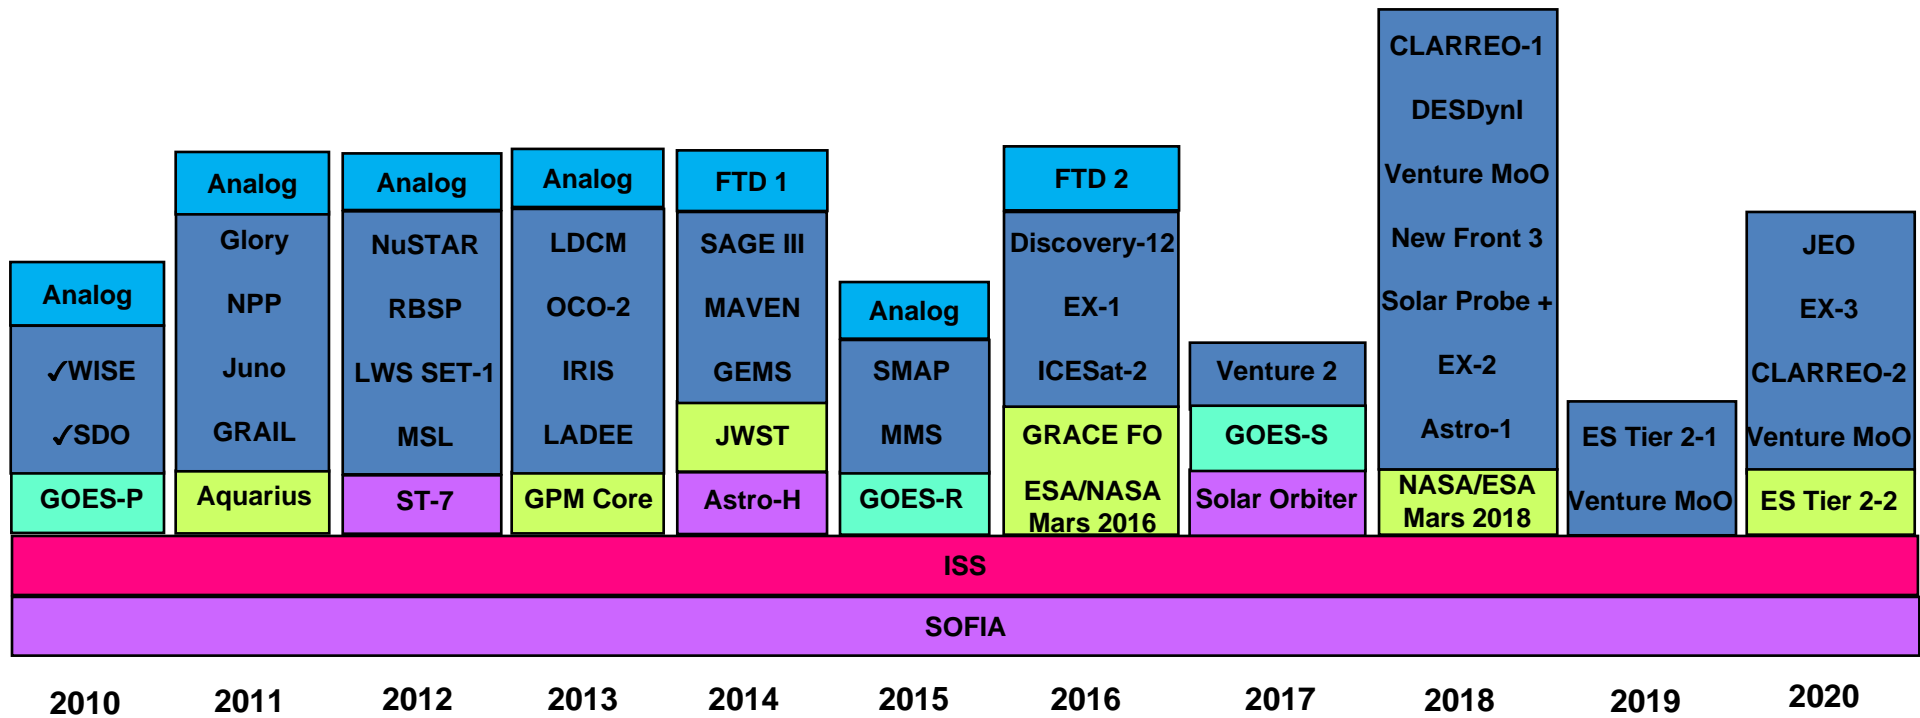 Analog
✓WISE
✓SDO
GOES-P
Analog
Glory
NPP
Juno
GRAIL
Aquarius
Analog
NuSTAR
RBSP
LWS SET-1
MSL
ST-7
Analog
LDCM
OCO-2
IRIS
LADEE
GPM Core
FTD 1
SAGE III
MAVEN
GEMS
JWST
Astro-H
Analog
SMAP
MMS
GOES-R
FTD 2
Discovery-12
EX-1
ICESat-2
GRACE FO
ESA/NASA
Mars 2016
Venture 2
GOES-S
Solar Orbiter
CLARREO-1
DESDynI
Venture MoO
New Front 3
Solar Probe +
EX-2
Astro-1
NASA/ESA
Mars 2018
ES Tier 2-1
Venture MoO
JEO
EX-3
CLARREO-2
Venture MoO
ES Tier 2-2
ISS
SOFIA
2010 2011 2012 2013 2014 2015 2016 2017 2018 2019 2020